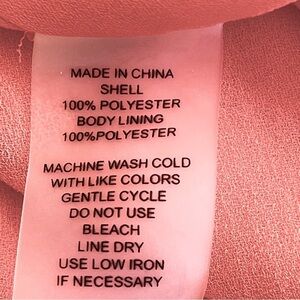 MADE IN CHINA
SHELL
100% POLYESTER
BODY LINING
100%POLYESTER
MACHINE WASH COLD
WITH LIKE COLORS
GENTLE CYCLE
DO NOT USE
BLEACH
LINE DRY
USE LOW IRON
IF NECESSARY